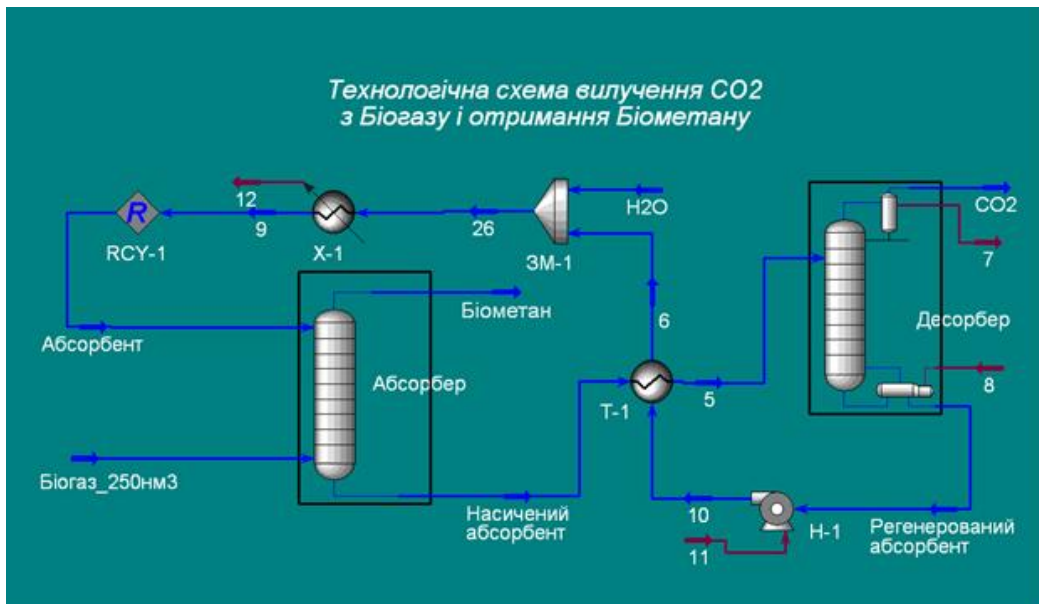 Технологічна схема вилучення СО2
з Біогазу і отримання Біометану
12
9
26
H2O
CO2
RCY-1
R
X-1
ЗМ-1
7
Біометан
6
Десорбер
Абсорбент
Абсорбер
8
5
Т-1
Біогаз_250нм3
Насичений
абсорбент
10
Н-1
Регенерований
абсорбент
11